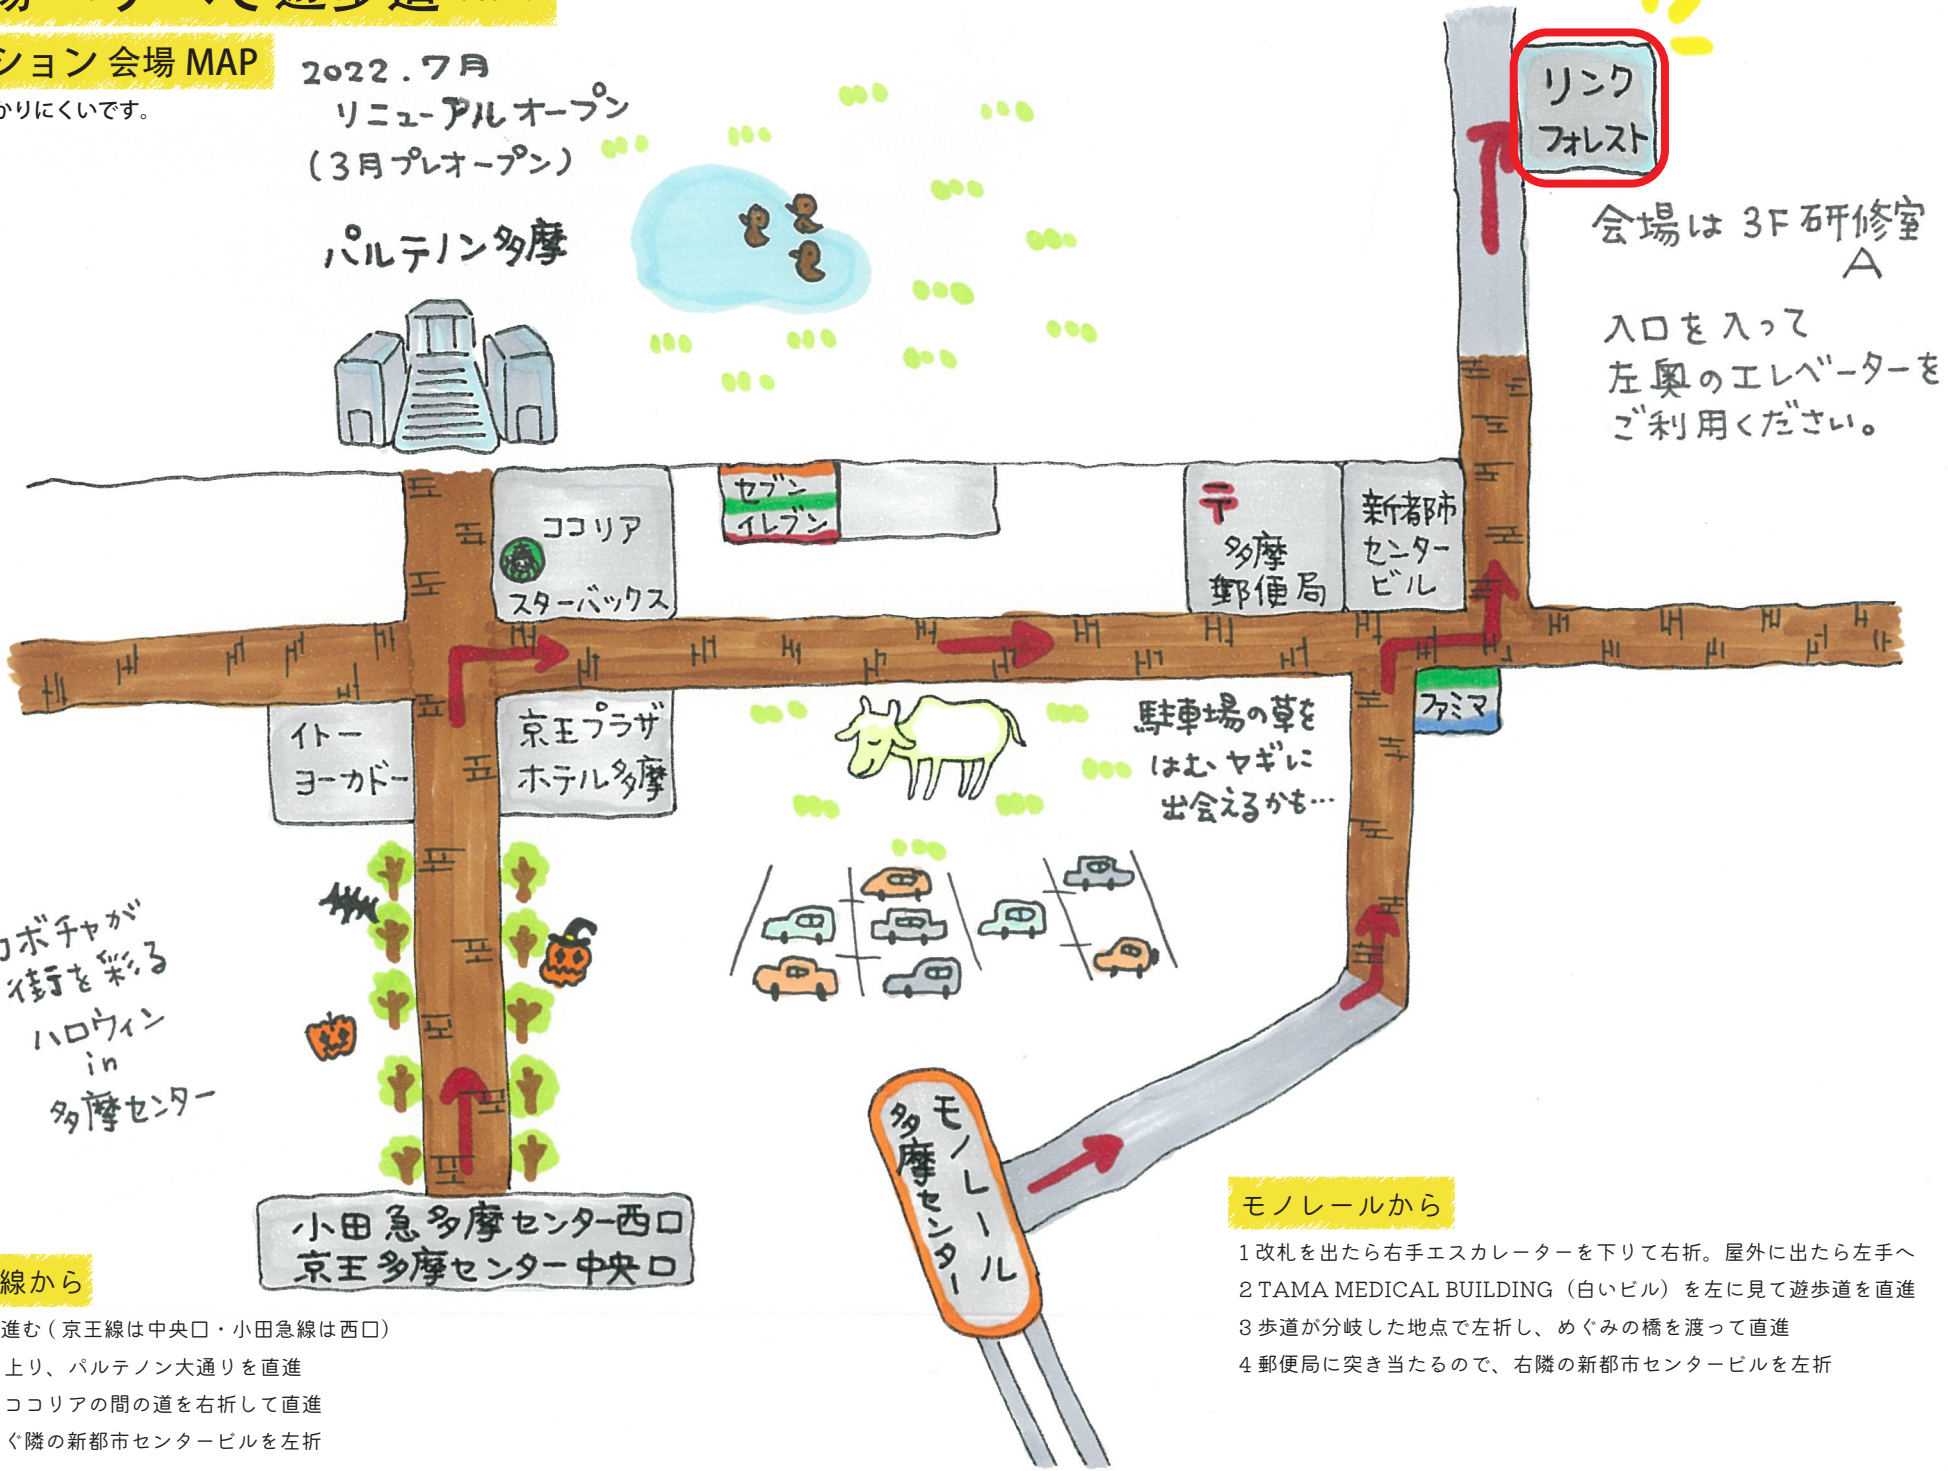 ション 会場 MAP
かりにくいです。
2022.7月
リニューアルオープン
(3月プレオープン)
パルテノン多摩
リンク
フォレスト
会場は 3F 研修室
A
入口を入って
左奥のエレベーターを
ご利用ください。
ココリア
スターバックス
セブン
イレブン
〒
多摩
郵便局
新都市
センター
ビル
イトー
ヨーカドー
京王プラザ
ホテル多摩
駐車場の草を
はむヤギに
出会えるかも…
ファミマ
ボチャが
街を彩る
ハロウィン
in
多摩センター
小田急多摩センター西口
京王多摩センター中央口
モノレール
多摩センター
線から
進む ( 京王線は中央口・小田急線は西口)
上り、パルテノン大通りを直進
ココリアの間の道を右折して直進
ぐ隣の新都市センタービルを左折
モノレールから
1 改札を出たら右手エスカレーターを下りて右折。屋外に出たら左手へ
2 TAMA MEDICAL BUILDING（白いビル）を左に見て遊歩道を直進
3 歩道が分岐した地点で左折し、めぐみの橋を渡って直進
4 郵便局に突き当たるので、右隣の新都市センタービルを左折